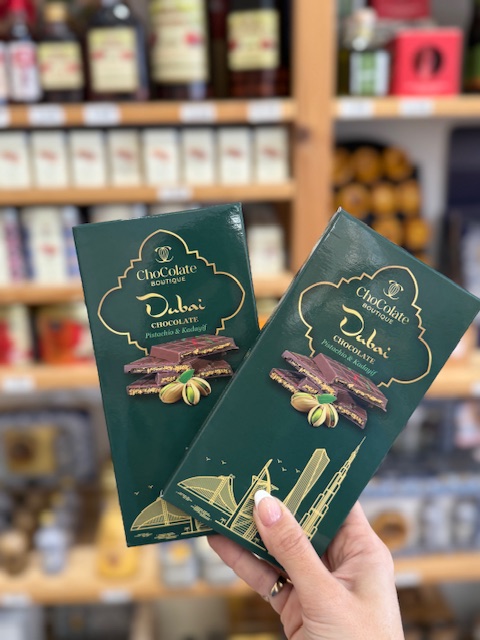 ChoColate
BOUTIQUE
Dubai
CHOCOLATE
Pistachio & Kadayif
ChoColate
BOUTIQUE
Dubai
CHOCOLATE
Pistachio & Kadayif